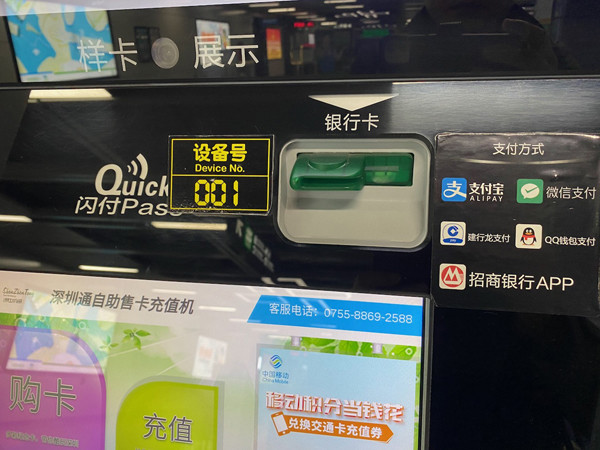 样卡 展示
银行卡
设备号
Device No.
001
Quick
闪付Pass
支付方式
支付宝
ALIPAY
微信支付
建行龙支付
QQ钱包支付
招商银行APP
深圳通自助售卡充值机
客服电话：0755-8869-2588
购卡
充值
中国移动
China Mobile
移动积分当钱花
兑换交通卡充值券